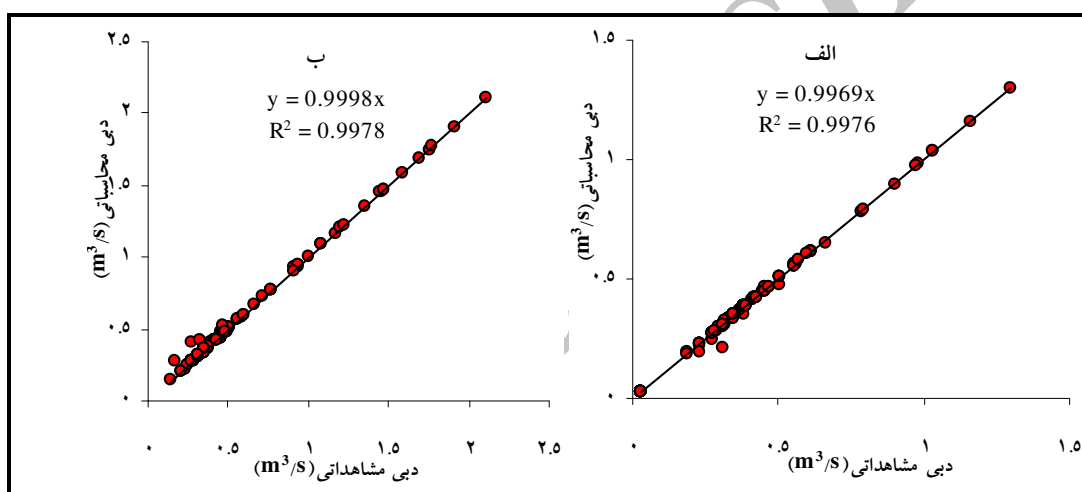 ب
y = 0.9998x
R² = 0.9978
دبی محاسباتی(m³/s)
۲.۵
۲
۱.۵
۱
۰.۵
۰
۰ ۰.۵ ۱ ۱.۵ ۲ ۲.۵
دبی مشاهداتی(m³/s)
الف
y = 0.9969x
R² = 0.9976
دبی محاسباتی(m³/s)
۱.۵
۱
۰.۵
۰
۰ ۰.۵ ۱ ۱.۵
دبی مشاهداتی(m³/s)